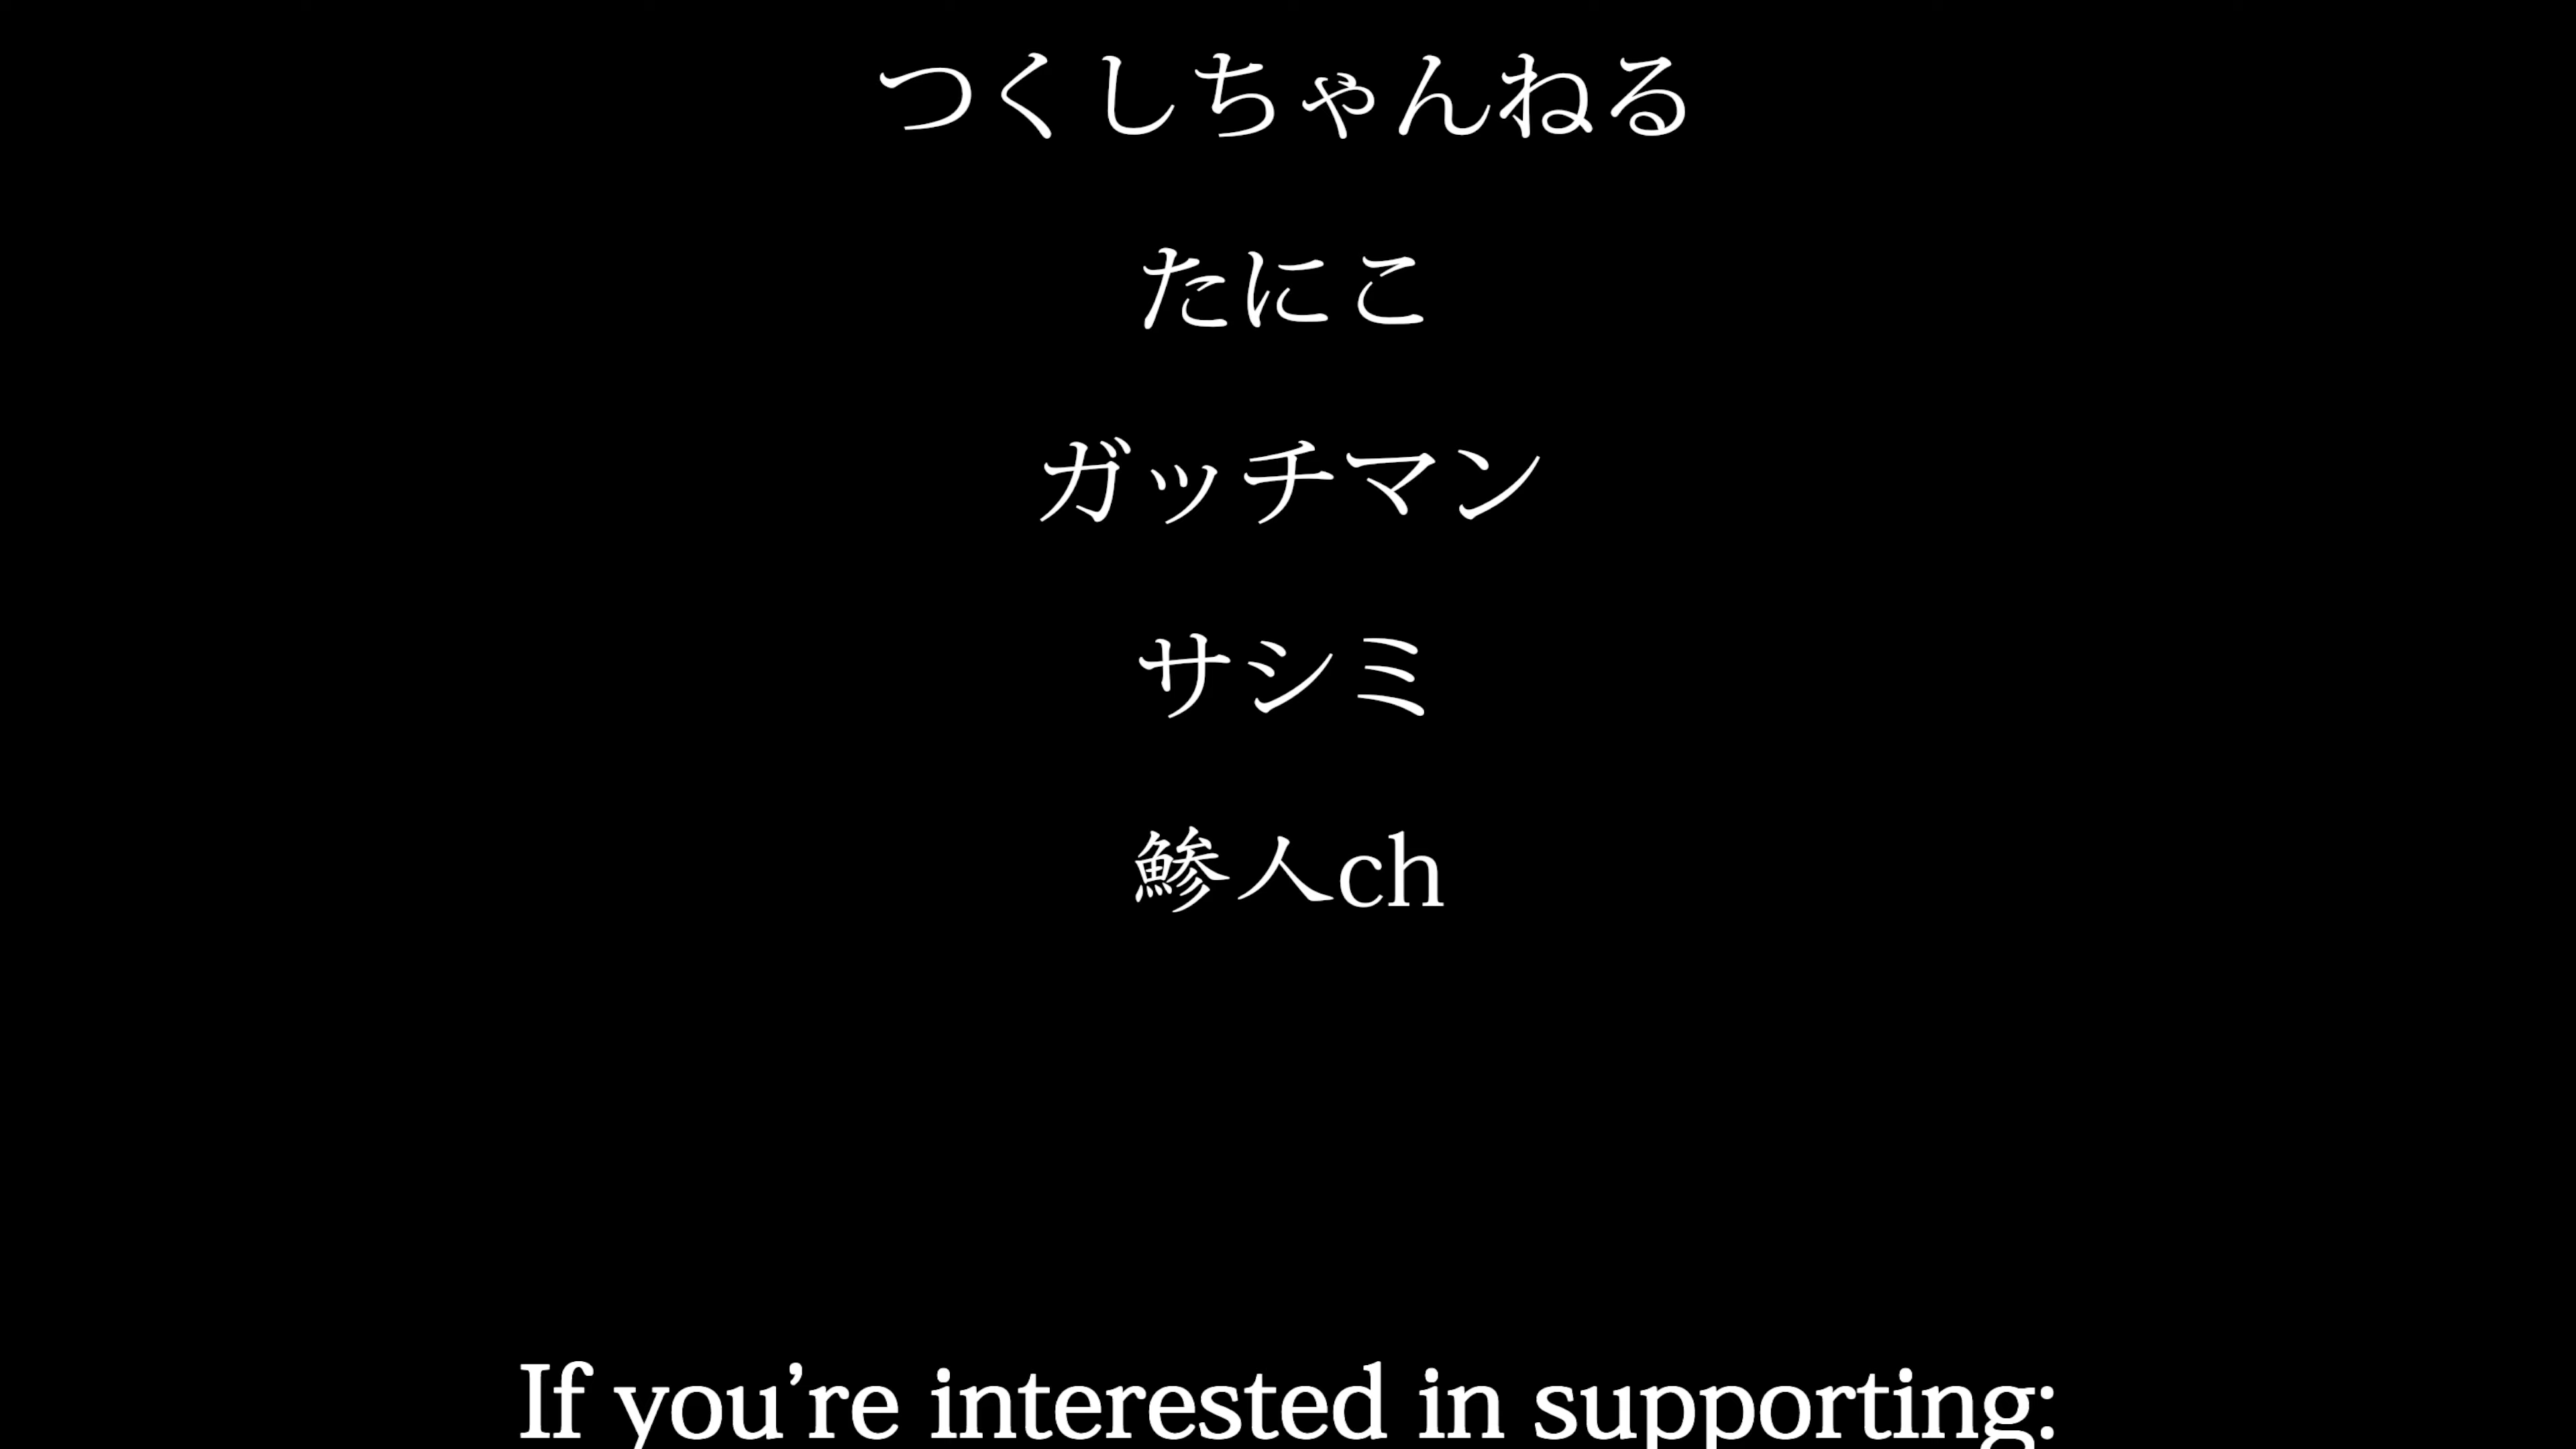 つくしちゃんねる
たにこ
ガッチマン
サシミ
鯵人ch
If you’re interested in supporting: